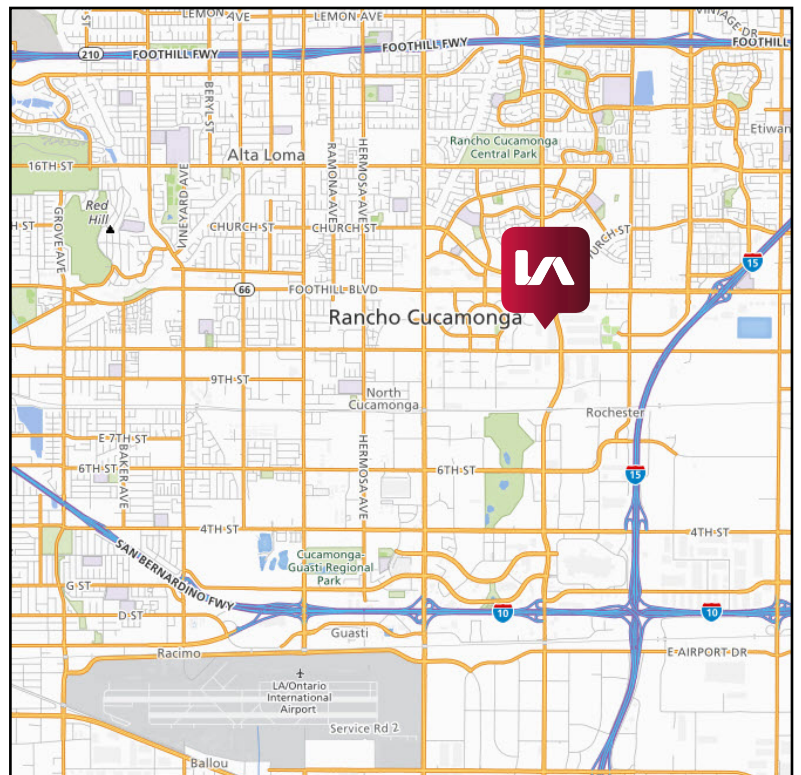 LEMON AVE
LEMON AVE
VINTAGE DR
ST
210
FOOTHILL FWY
FOOTHILL FWY
FOOTHILL
BERYL ST
Etiwan
Alta Loma
Rancho Cucamonga
Central Park
RAMONA AVE
HERMOSA AVE
16TH ST
VINEYARD AVE
Red
Hill
GROVE AVE
H ST
CHURCH ST
CHURCH ST
HURCH ST
15
66
FOOTHILL BLVD
Rancho Cucamonga
9TH ST
North
Cucamonga
Rochester
E 7TH ST
BAKER AVE
HERMOSA AVE
6TH ST
6TH ST
15
4TH ST
4TH ST
SAN BERNARDINO FWY
Cucamonga-
Guasti Regional
Park
G ST
D ST
10
10
Guasti
Racimo
E AIRPORT DR
LA/Ontario
International
Airport
Service Rd 2
Ballou